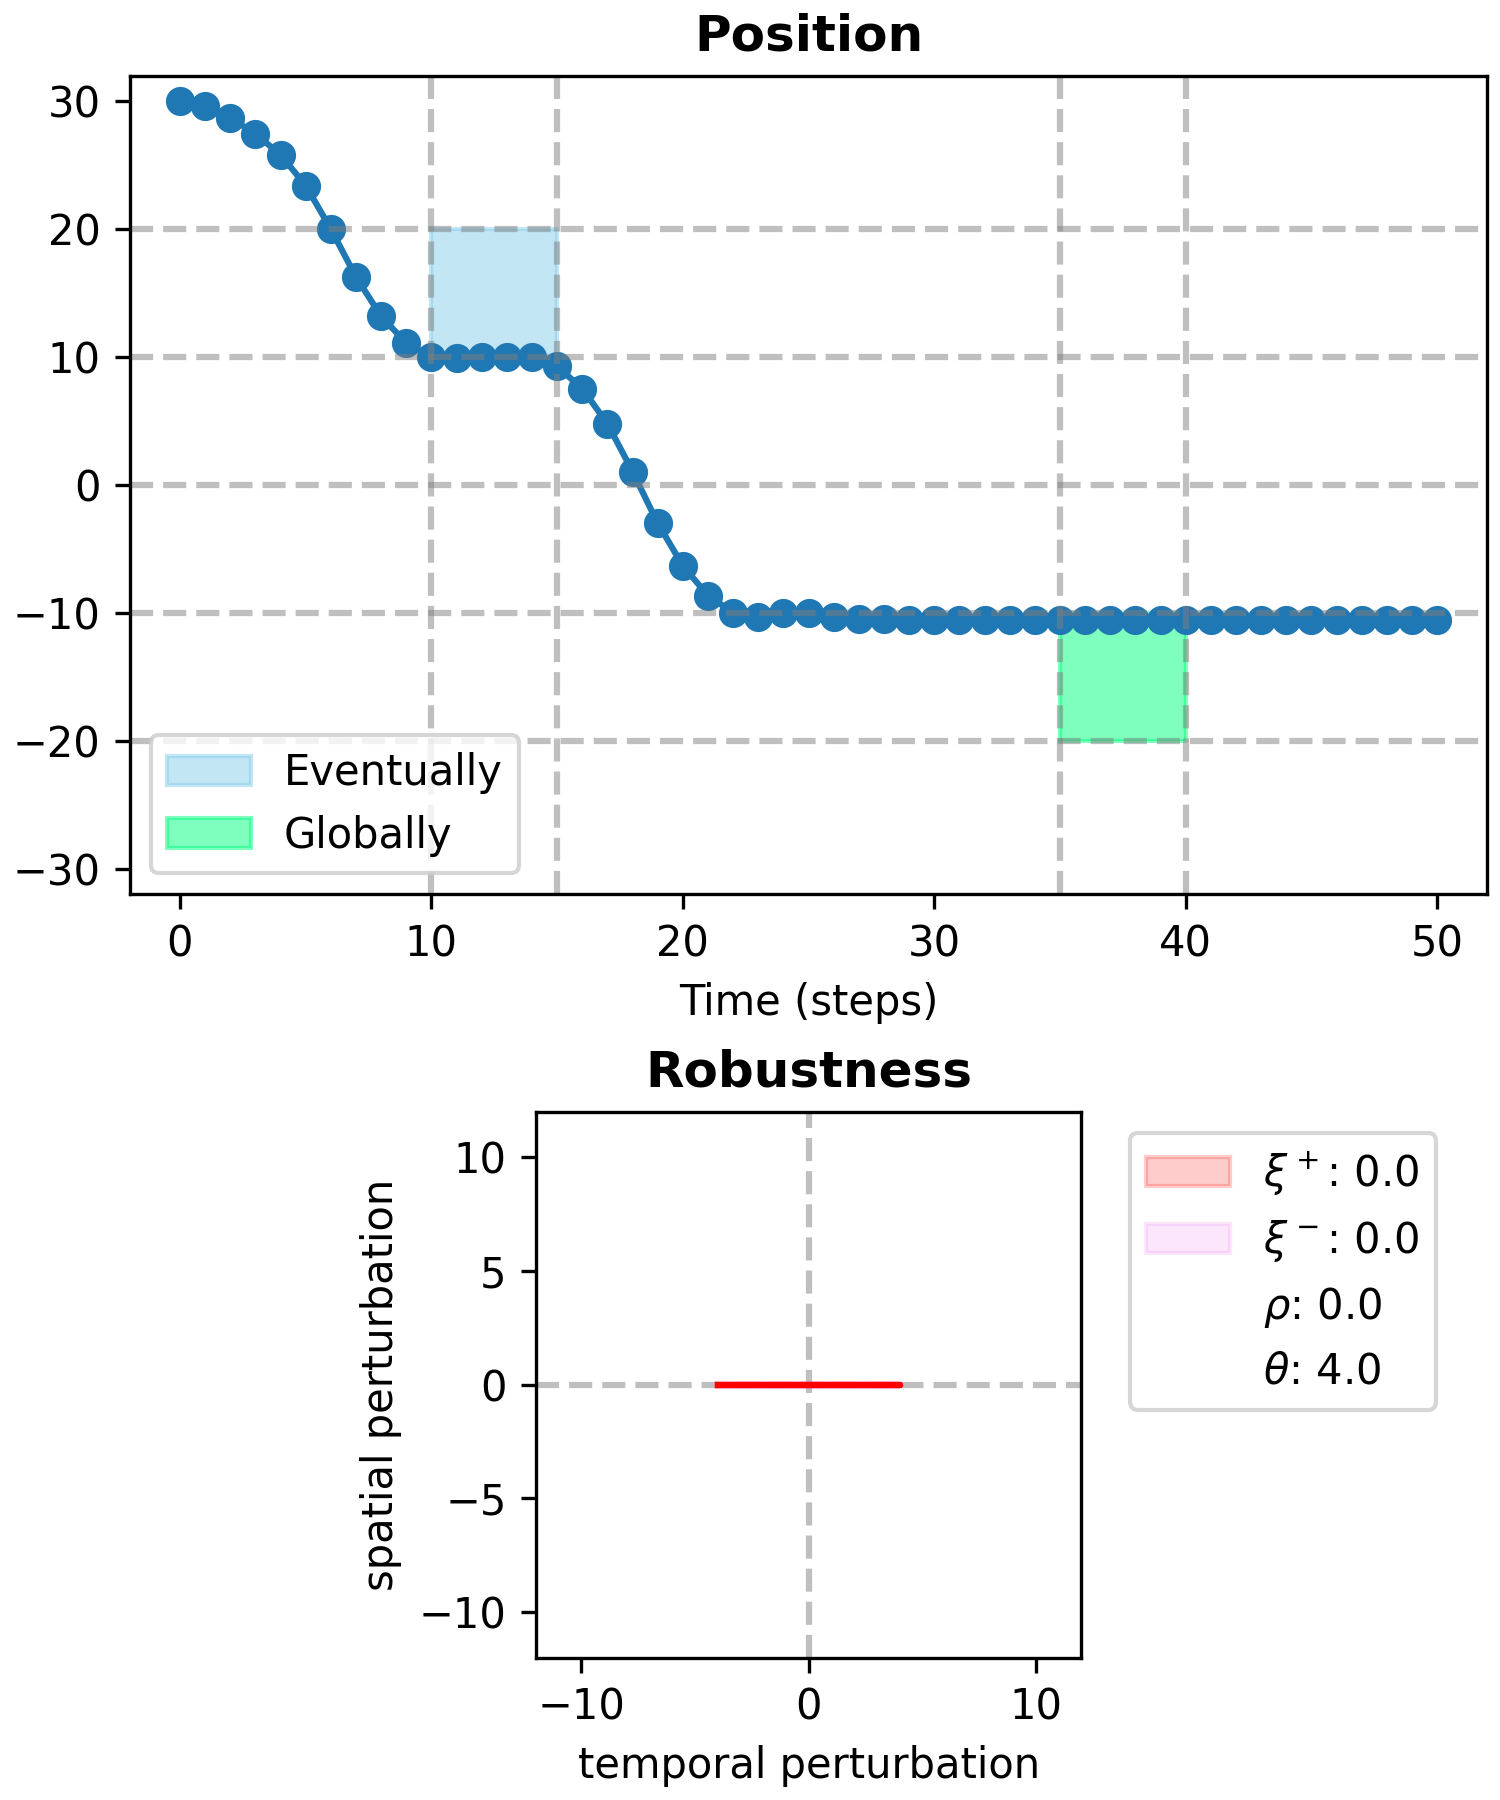 Position
30
20
10
0
−10
−20
−30
Eventually
Globally
0 10 20 30 40 50
Time (steps)
Robustness
10
5
0
−5
−10
spatial perturbation
−10 0 10
temporal perturbation
ξ⁺: 0.0
ξ⁻: 0.0
ρ: 0.0
θ: 4.0